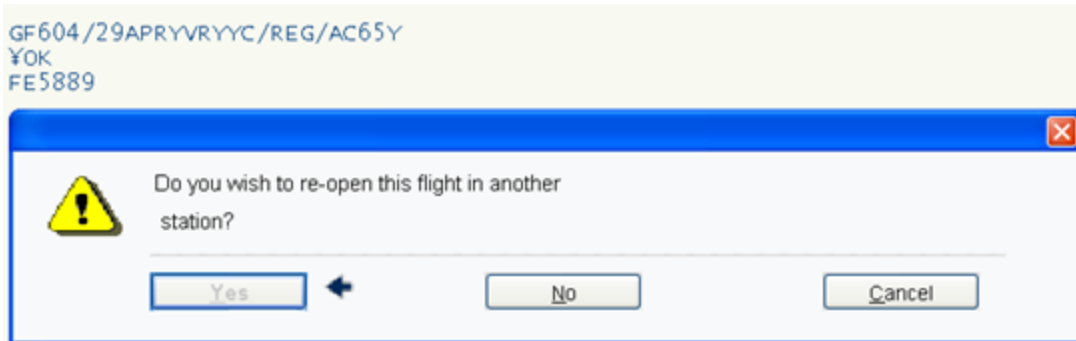 GF604/29APRYVRYYC/REG/AC65Y
¥OK
FE5889
Do you wish to re-open this flight in another
station?
Yes
No
Cancel